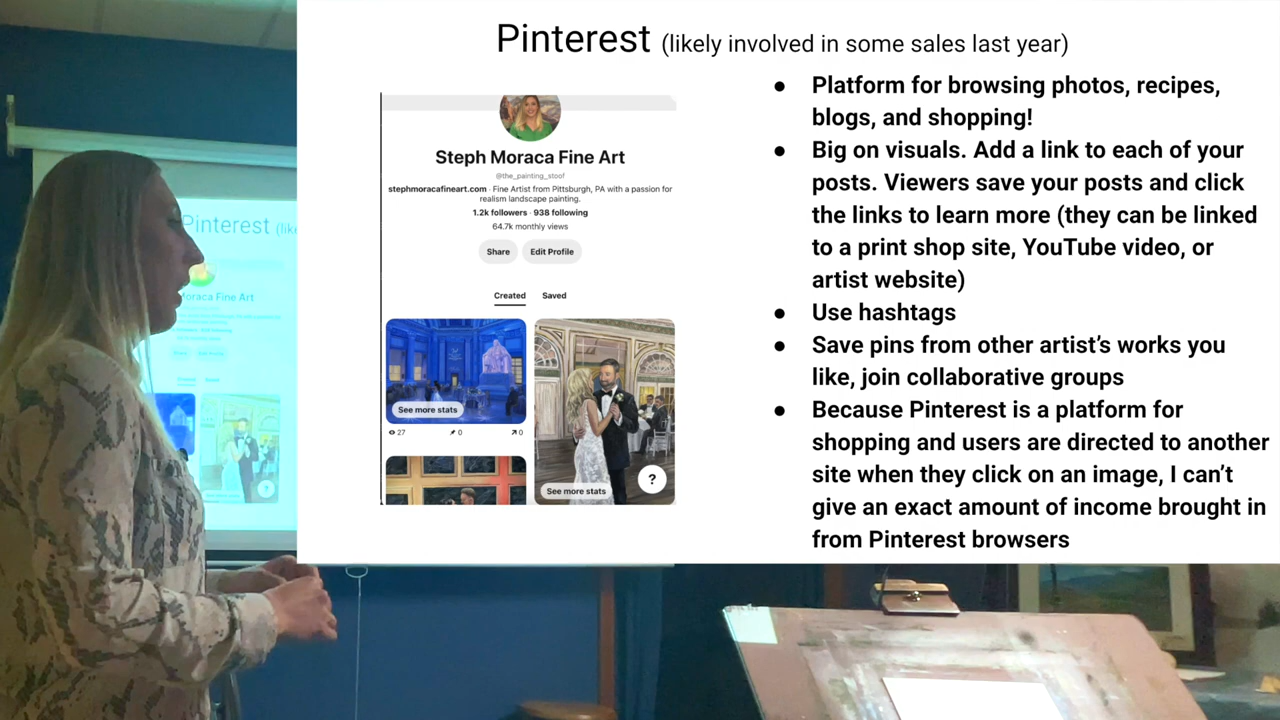 Pinterest (likely involved in some sales last year)
Steph Moraca Fine Art
@the_painting_stoof
stephmoracafineart.com · Fine Artist from Pittsburgh, PA with a passion for
realism landscape painting.
1.2k followers · 938 following
64.7k monthly views
Share Edit Profile
Created Saved
See more stats
27 0 0
See more stats
?
● Platform for browsing photos, recipes,
blogs, and shopping!
● Big on visuals. Add a link to each of your
posts. Viewers save your posts and click
the links to learn more (they can be linked
to a print shop site, YouTube video, or
artist website)
● Use hashtags
● Save pins from other artist’s works you
like, join collaborative groups
● Because Pinterest is a platform for
shopping and users are directed to another
site when they click on an image, I can’t
give an exact amount of income brought in
from Pinterest browsers
Pinterest (like
Moraca Fine Art